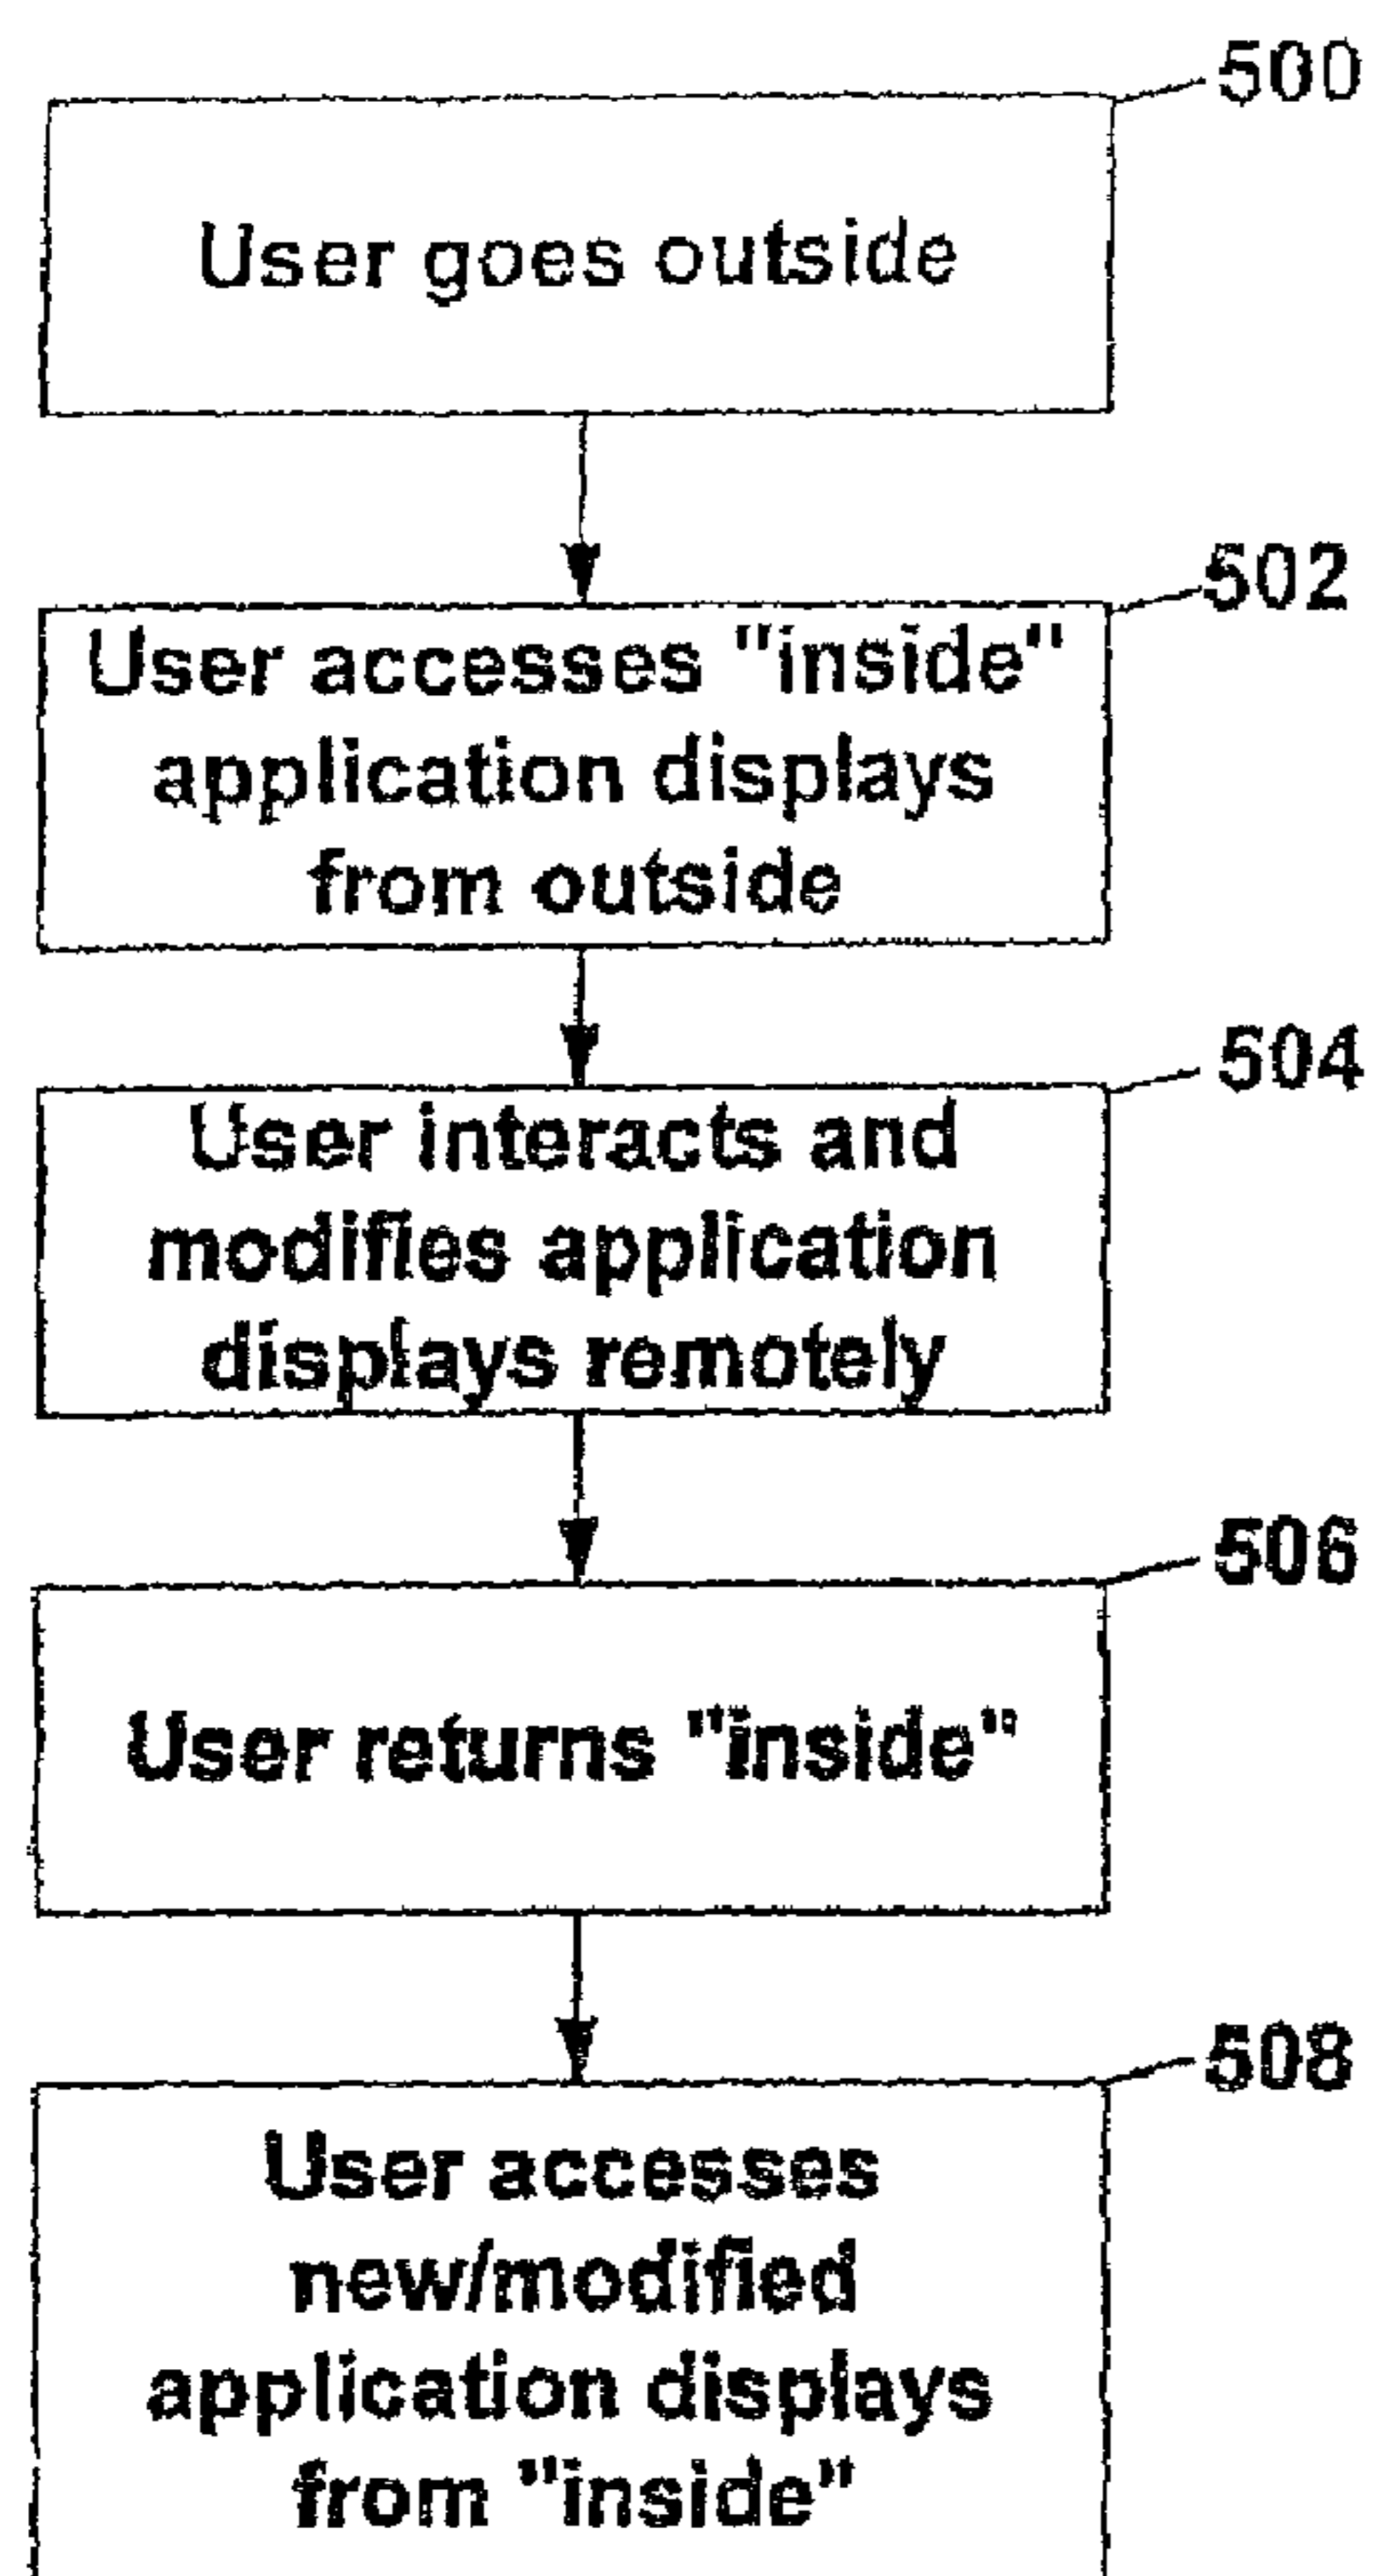 500
User goes outside
502
User accesses "inside"
application displays
from outside
504
User interacts and
modifies application
displays remotely
506
User returns "inside"
508
User accesses
new/modified
application displays
from "inside"